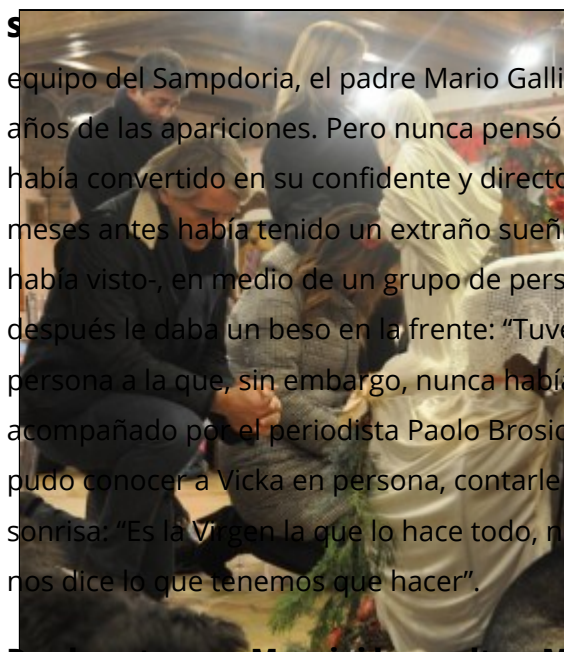 equipo del Sampdoria, el padre Mario Galli
años de las apariciones. Pero nunca pensó
había convertido en su confidente y directo
meses antes había tenido un extraño sueñ
había visto-, en medio de un grupo de pers
después le daba un beso en la frente: “Tuve
persona a la que, sin embargo, nunca habí
acompañado por el periodista Paolo Brosio
pudo conocer a Vicka en persona, contarle
sonrisa: “Es la Virgen la que lo hace todo, n
nos dice lo que tenemos que hacer”.